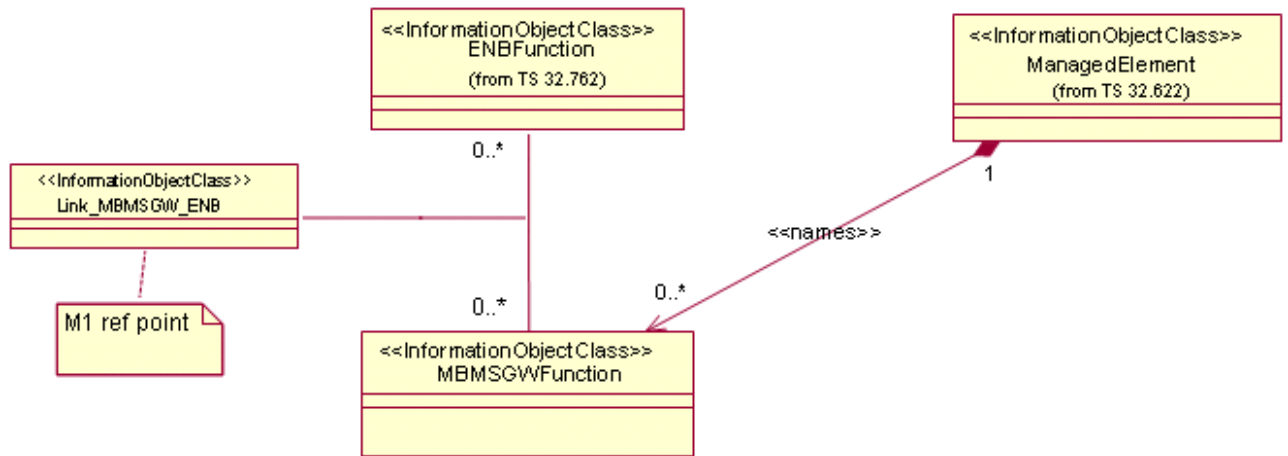 <<InformationObjectClass>>
ENBFunction
(from TS 32.762)
<<InformationObjectClass>>
ManagedElement
(from TS 32.622)
0..*
1
<<InformationObjectClass>>
Link_MBMSGW_ENB
<<names>>
M1 ref point
0..*
0..*
<<InformationObjectClass>>
MBMSGWFunction